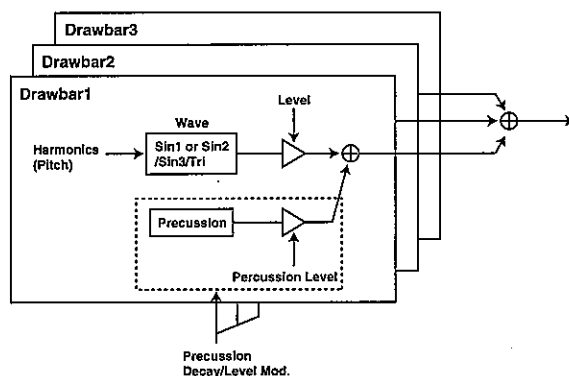 Drawbar3
Drawbar2
Drawbar1
Level
Wave
Harmonics
(Pitch)
Sin1 or Sin2
/Sin3/Tri
Precussion
Percussion Level
Precussion
Decay/Level Mod.